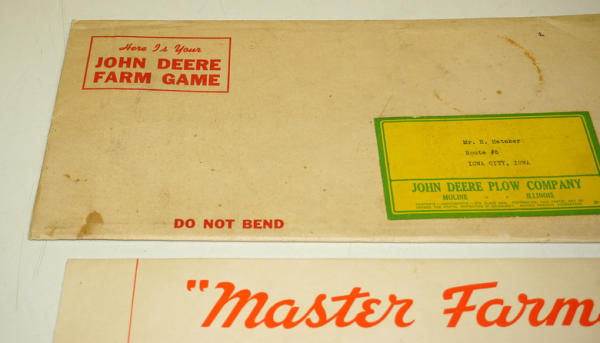 Here Is Your
JOHN DEERE
FARM GAME
Mr. H. Hatcher
Route #6
IOWA CITY, IOWA
JOHN DEERE PLOW COMPANY
MOLINE - - ILLINOIS
DO NOT BEND
"Master Farm